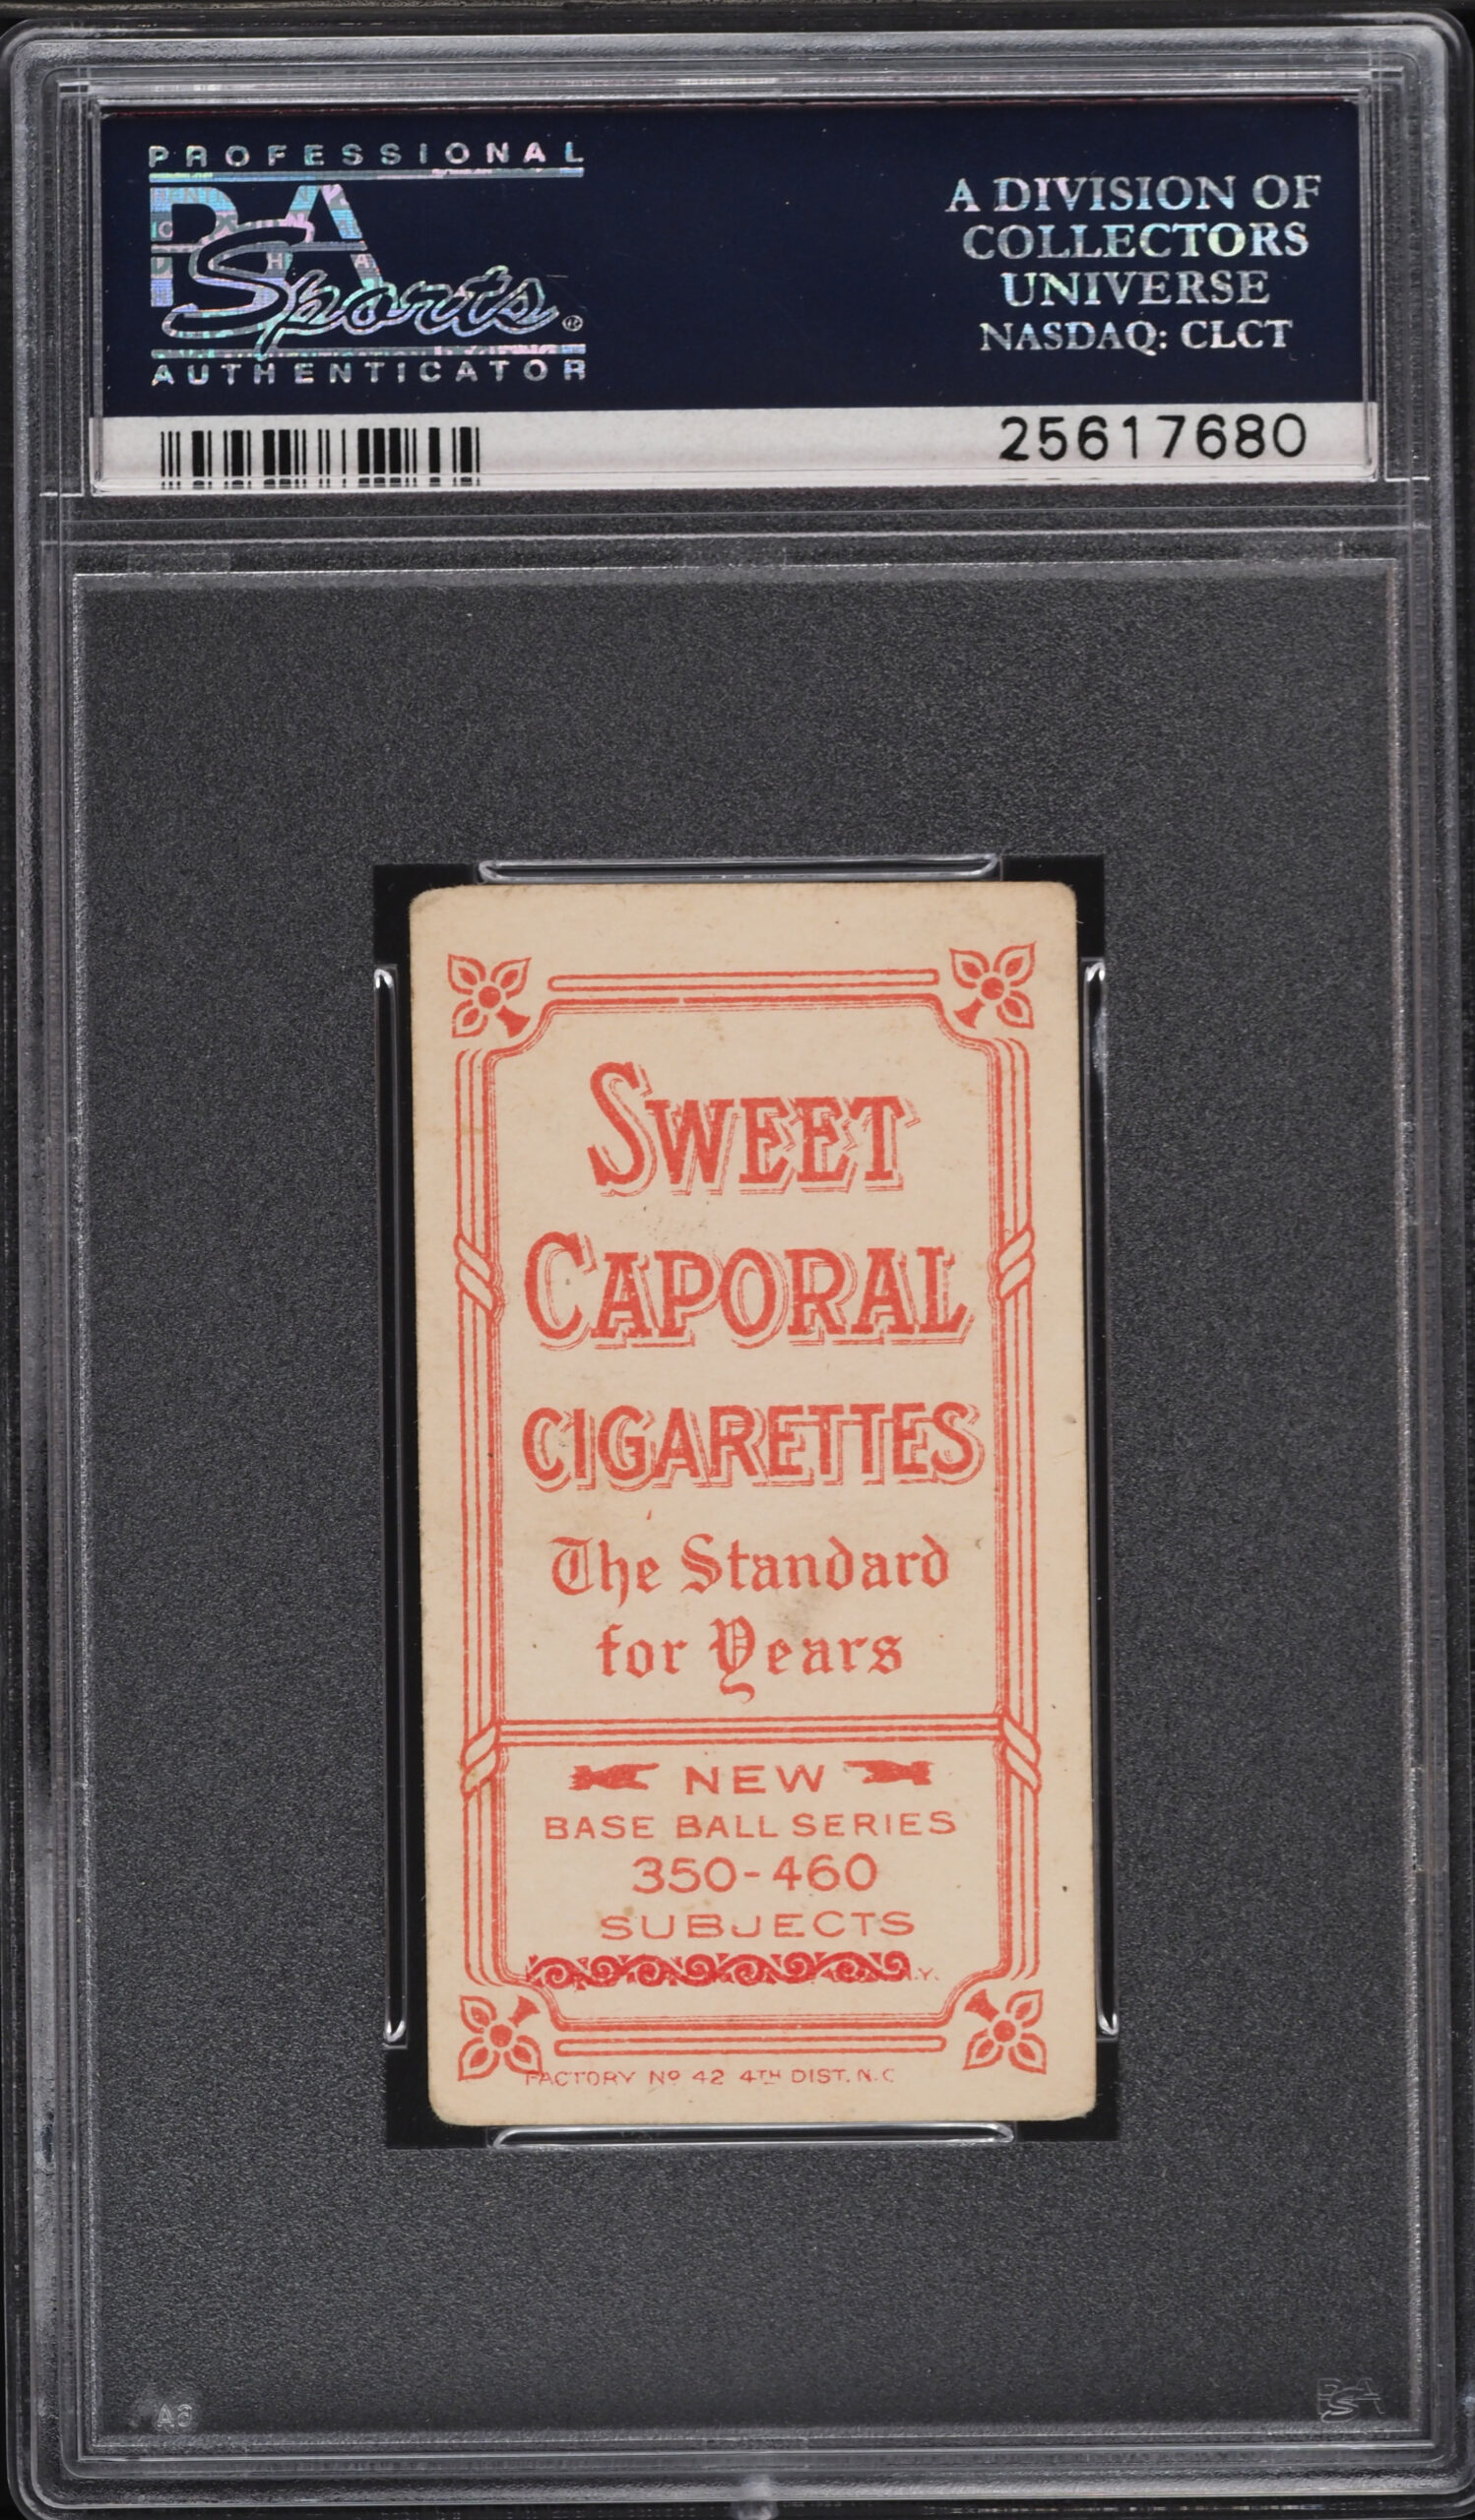 PROFESSIONAL
PSA
Sports®
AUTHENTICATOR
A DIVISION OF
COLLECTORS
UNIVERSE
NASDAQ: CLCT
25617680
SWEET
CAPORAL
CIGARETTES
The Standard
for Years
NEW
BASE BALL SERIES
350-460
SUBJECTS
.Y.
FACTORY Nº 42 4TH DIST. N.C
PSA